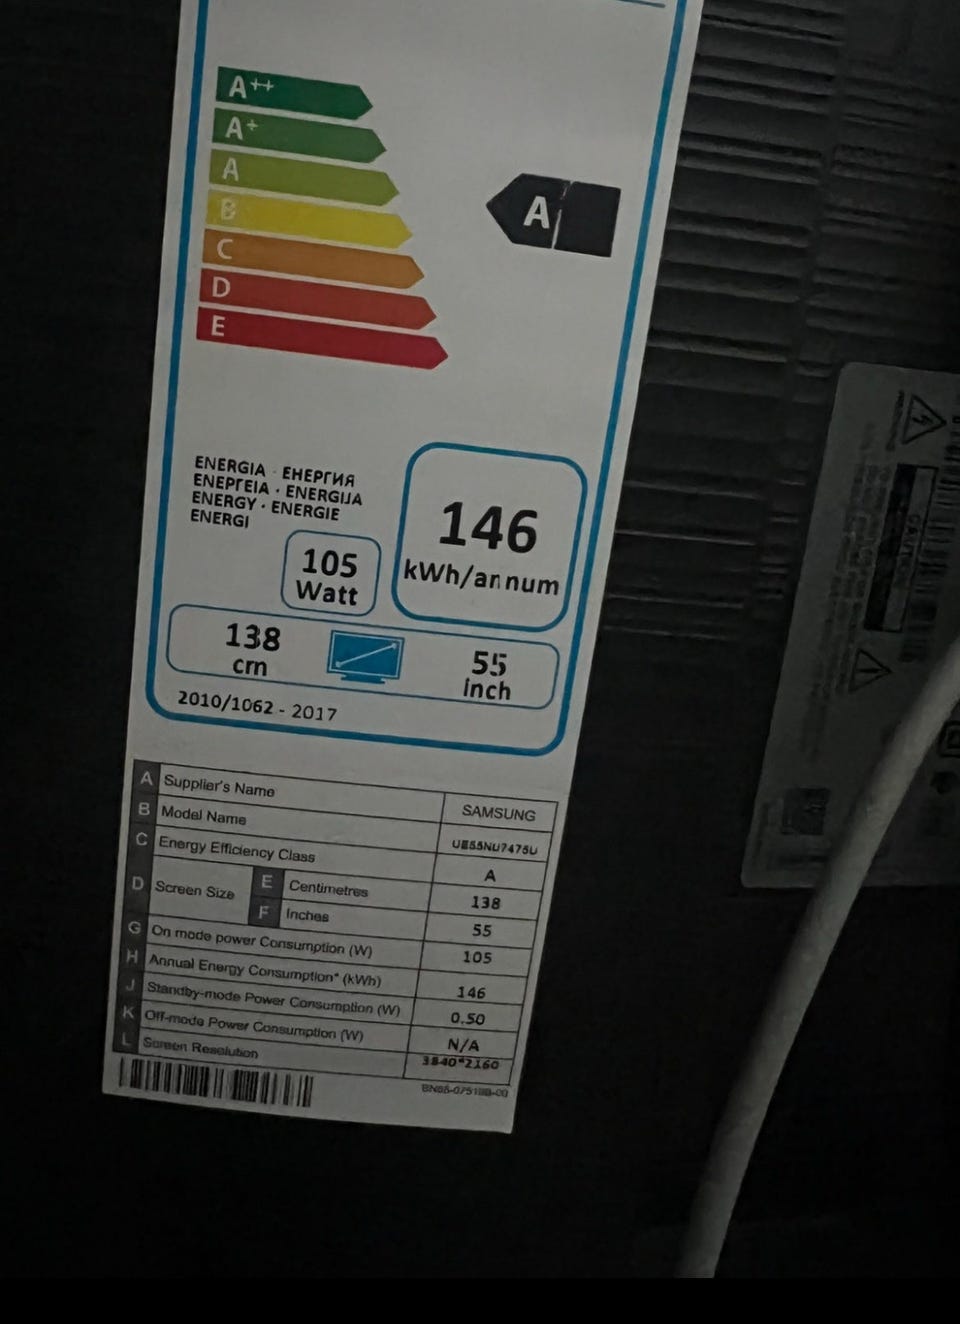 A++
A+
A
B
C
D
E
A
ENERGIA · ЕНЕРГИЯ
ΕΝΕΡΓΕΙΑ · ENERGIJA
ENERGY · ENERGIE
ENERGI
146
kWh/annum
105
Watt
138
cm
55
inch
2010/1062 - 2017
A Supplier's Name SAMSUNG
B Model Name UE55NU7475U
C Energy Efficiency Class A
D Screen Size E Centimetres 138
F Inches 55
G On mode power Consumption (W) 105
H Annual Energy Consumption* (kWh) 146
J Standby-mode Power Consumption (W) 0.50
K Off-mode Power Consumption (W) N/A
L Screen Resolution 3840*2160